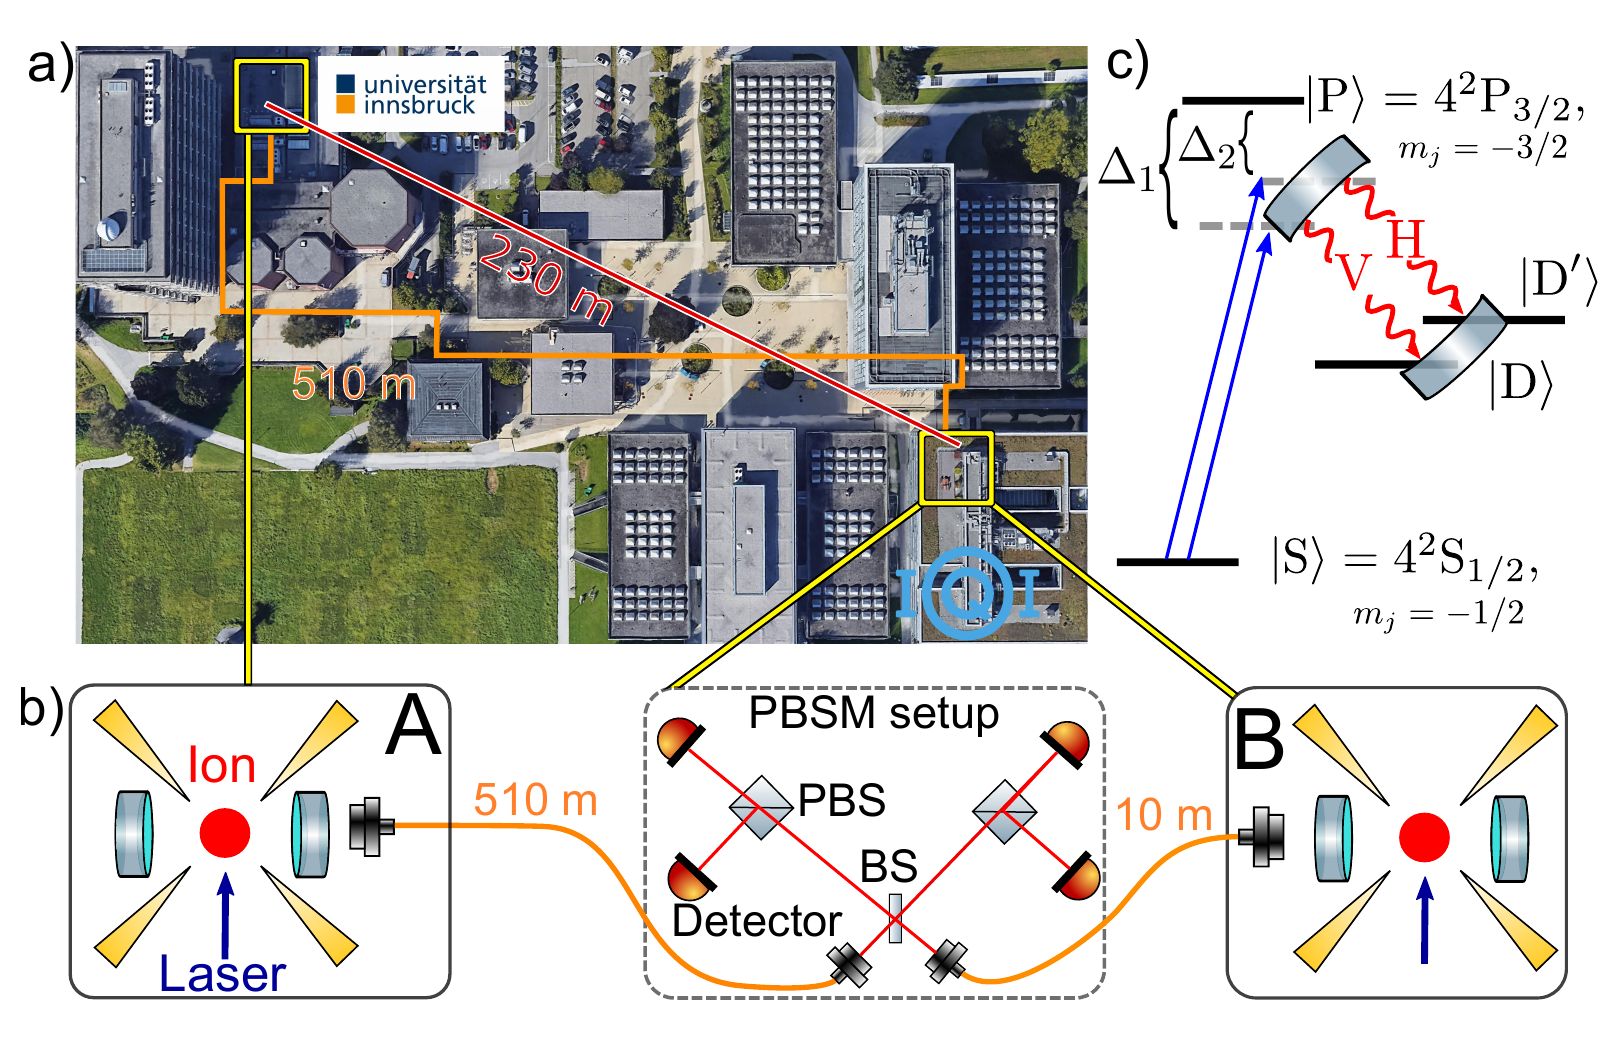 a)
universität
innsbruck
230 m
510 m
IQI
c)
|P⟩ = 4²P₃/₂,
mⱼ = −3/2
Δ₁
Δ₂
H
V
|D′⟩
|D⟩
|S⟩ = 4²S₁/₂,
mⱼ = −1/2
b)
A
Ion
Laser
510 m
PBSM setup
PBS
BS
Detector
10 m
B